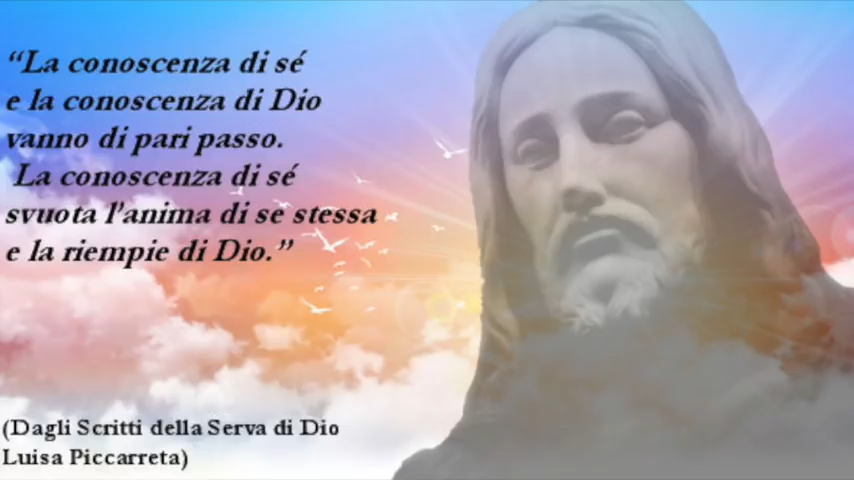 “La conoscenza di sé
e la conoscenza di Dio
vanno di pari passo.
La conoscenza di sé
svuota l'anima di se stessa
e la riempie di Dio.”
(Dagli Scritti della Serva di Dio
Luisa Piccarreta)